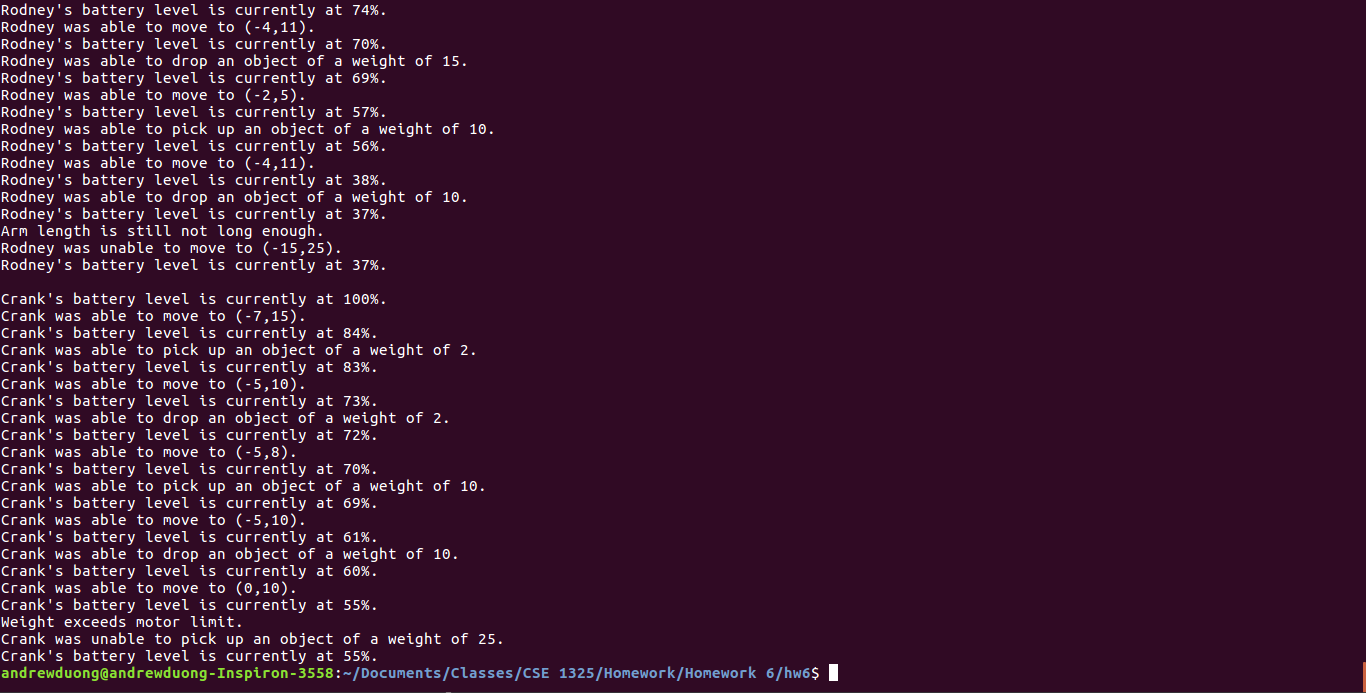 Rodney's battery level is currently at 74%.
Rodney was able to move to (-4,11).
Rodney's battery level is currently at 70%.
Rodney was able to drop an object of a weight of 15.
Rodney's battery level is currently at 69%.
Rodney was able to move to (-2,5).
Rodney's battery level is currently at 57%.
Rodney was able to pick up an object of a weight of 10.
Rodney's battery level is currently at 56%.
Rodney was able to move to (-4,11).
Rodney's battery level is currently at 38%.
Rodney was able to drop an object of a weight of 10.
Rodney's battery level is currently at 37%.
Arm length is still not long enough.
Rodney was unable to move to (-15,25).
Rodney's battery level is currently at 37%.

Crank's battery level is currently at 100%.
Crank was able to move to (-7,15).
Crank's battery level is currently at 84%.
Crank was able to pick up an object of a weight of 2.
Crank's battery level is currently at 83%.
Crank was able to move to (-5,10).
Crank's battery level is currently at 73%.
Crank was able to drop an object of a weight of 2.
Crank's battery level is currently at 72%.
Crank was able to move to (-5,8).
Crank's battery level is currently at 70%.
Crank was able to pick up an object of a weight of 10.
Crank's battery level is currently at 69%.
Crank was able to move to (-5,10).
Crank's battery level is currently at 61%.
Crank was able to drop an object of a weight of 10.
Crank's battery level is currently at 60%.
Crank was able to move to (0,10).
Crank's battery level is currently at 55%.
Weight exceeds motor limit.
Crank was unable to pick up an object of a weight of 25.
Crank's battery level is currently at 55%.
andrewduong@andrewduong-Inspiron-3558:~/Documents/Classes/CSE 1325/Homework/Homework 6/hw6$